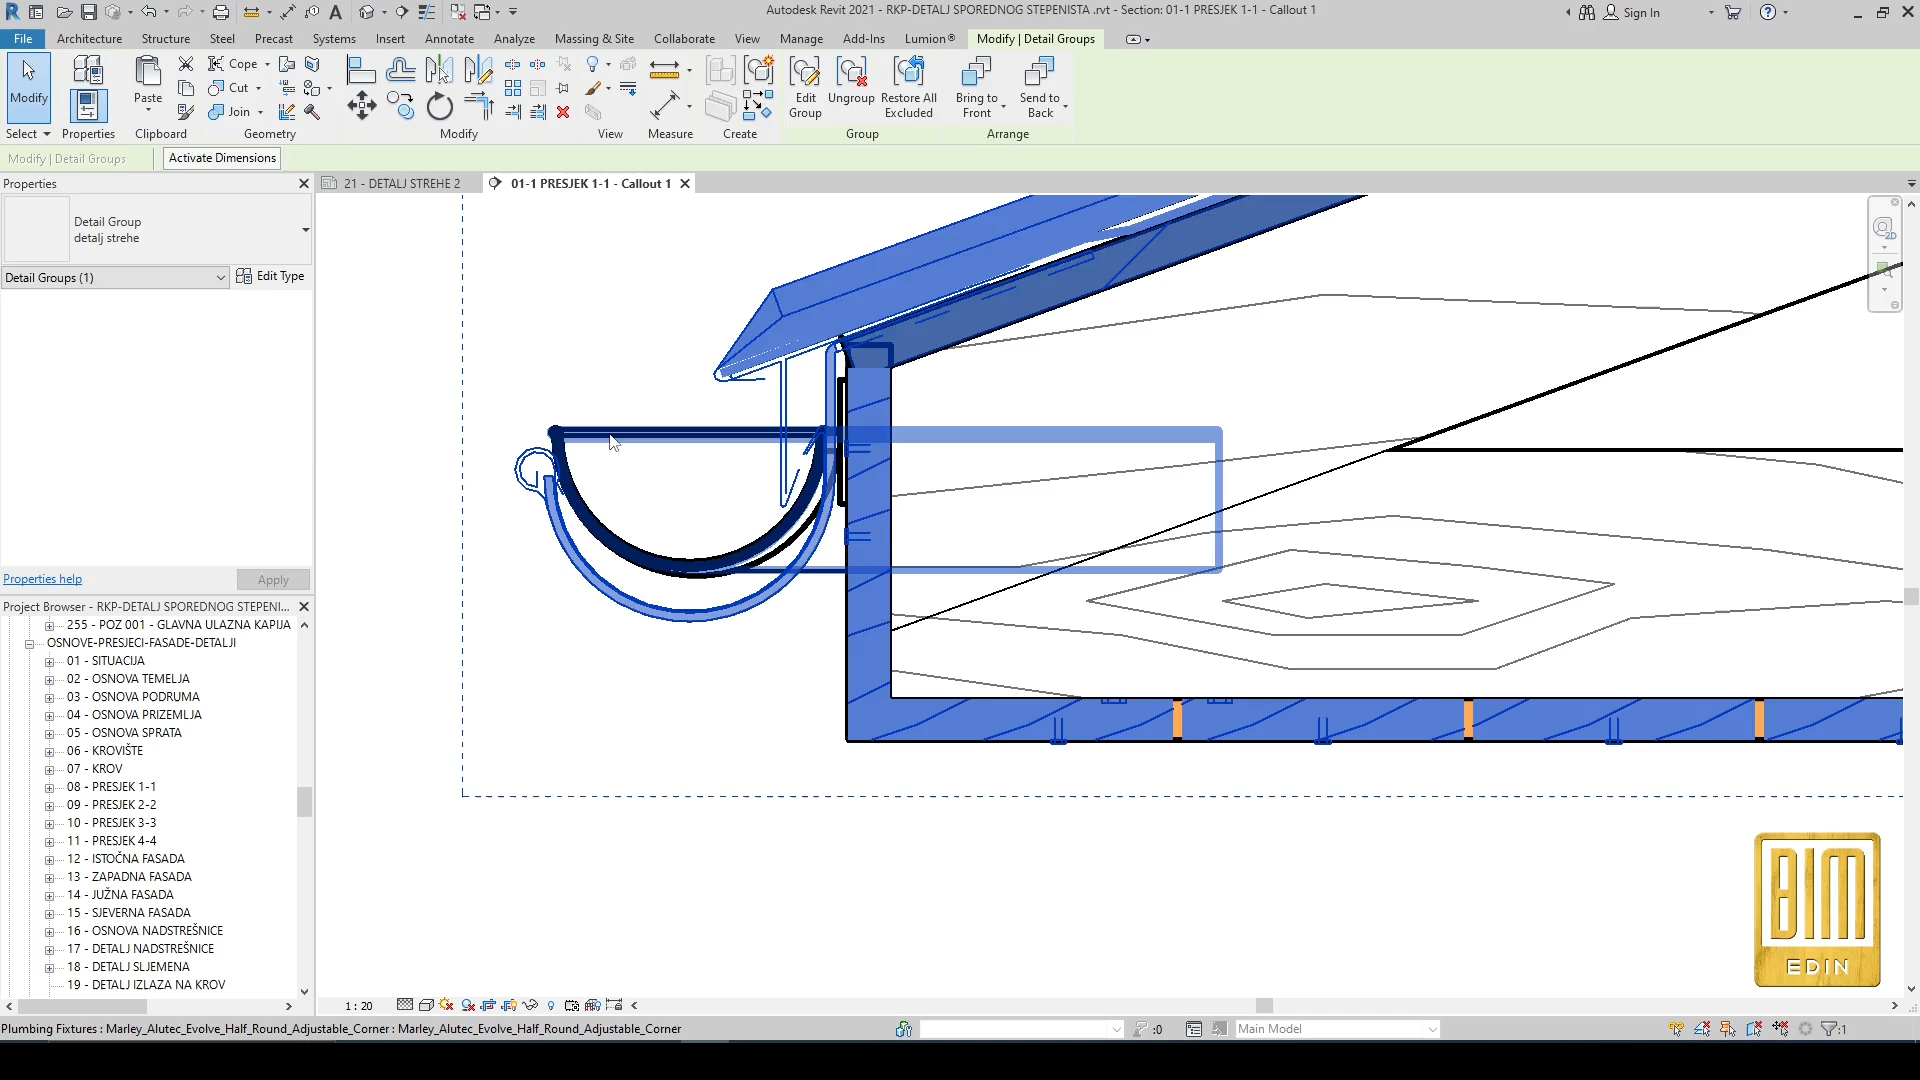 Autodesk Revit 2021 - RKP-DETALJ SPOREDNOG STEPENISTA .rvt - Section: 01-1 PRESJEK 1-1 - Callout 1
Sign In
File Architecture Structure Steel Precast Systems Insert Annotate Analyze Massing & Site Collaborate View Manage Add-Ins Lumion® Modify | Detail Groups
Modify
Paste
Cope
Cut
Join
Edit Group
Ungroup
Restore All Excluded
Bring to Front
Send to Back
Select Properties Clipboard Geometry Modify View Measure Create Group Arrange
Modify | Detail Groups
Activate Dimensions
Properties
21 - DETALJ STREHE 2
01-1 PRESJEK 1-1 - Callout 1
Detail Group
detalj strehe
Detail Groups (1)
Edit Type
2D
Properties help
Apply
Project Browser - RKP-DETALJ SPOREDNOG STEPENI...
255 - POZ 001 - GLAVNA ULAZNA KAPIJA
OSNOVE-PRESJECI-FASADE-DETALJI
01 - SITUACIJA
02 - OSNOVA TEMELJA
03 - OSNOVA PODRUMA
04 - OSNOVA PRIZEMLJA
05 - OSNOVA SPRATA
06 - KROVIŠTE
07 - KROV
08 - PRESJEK 1-1
09 - PRESJEK 2-2
10 - PRESJEK 3-3
11 - PRESJEK 4-4
12 - ISTOČNA FASADA
13 - ZAPADNA FASADA
14 - JUŽNA FASADA
15 - SJEVERNA FASADA
16 - OSNOVA NADSTREŠNICE
17 - DETALJ NADSTREŠNICE
18 - DETALJ SLJEMENA
19 - DETALJ IZLAZA NA KROV
BIM
EDIN
1 : 20
Plumbing Fixtures : Marley_Alutec_Evolve_Half_Round_Adjustable_Corner : Marley_Alutec_Evolve_Half_Round_Adjustable_Corner
:0
Main Model
:1